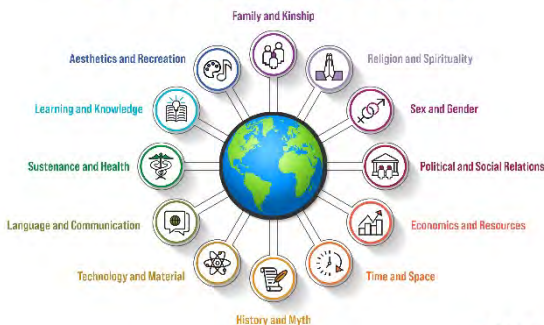 Family and Kinship
Aesthetics and Recreation
Religion and Spirituality
Learning and Knowledge
Sex and Gender
Sustenance and Health
Political and Social Relations
Language and Communication
Economics and Resources
Technology and Material
Time and Space
History and Myth